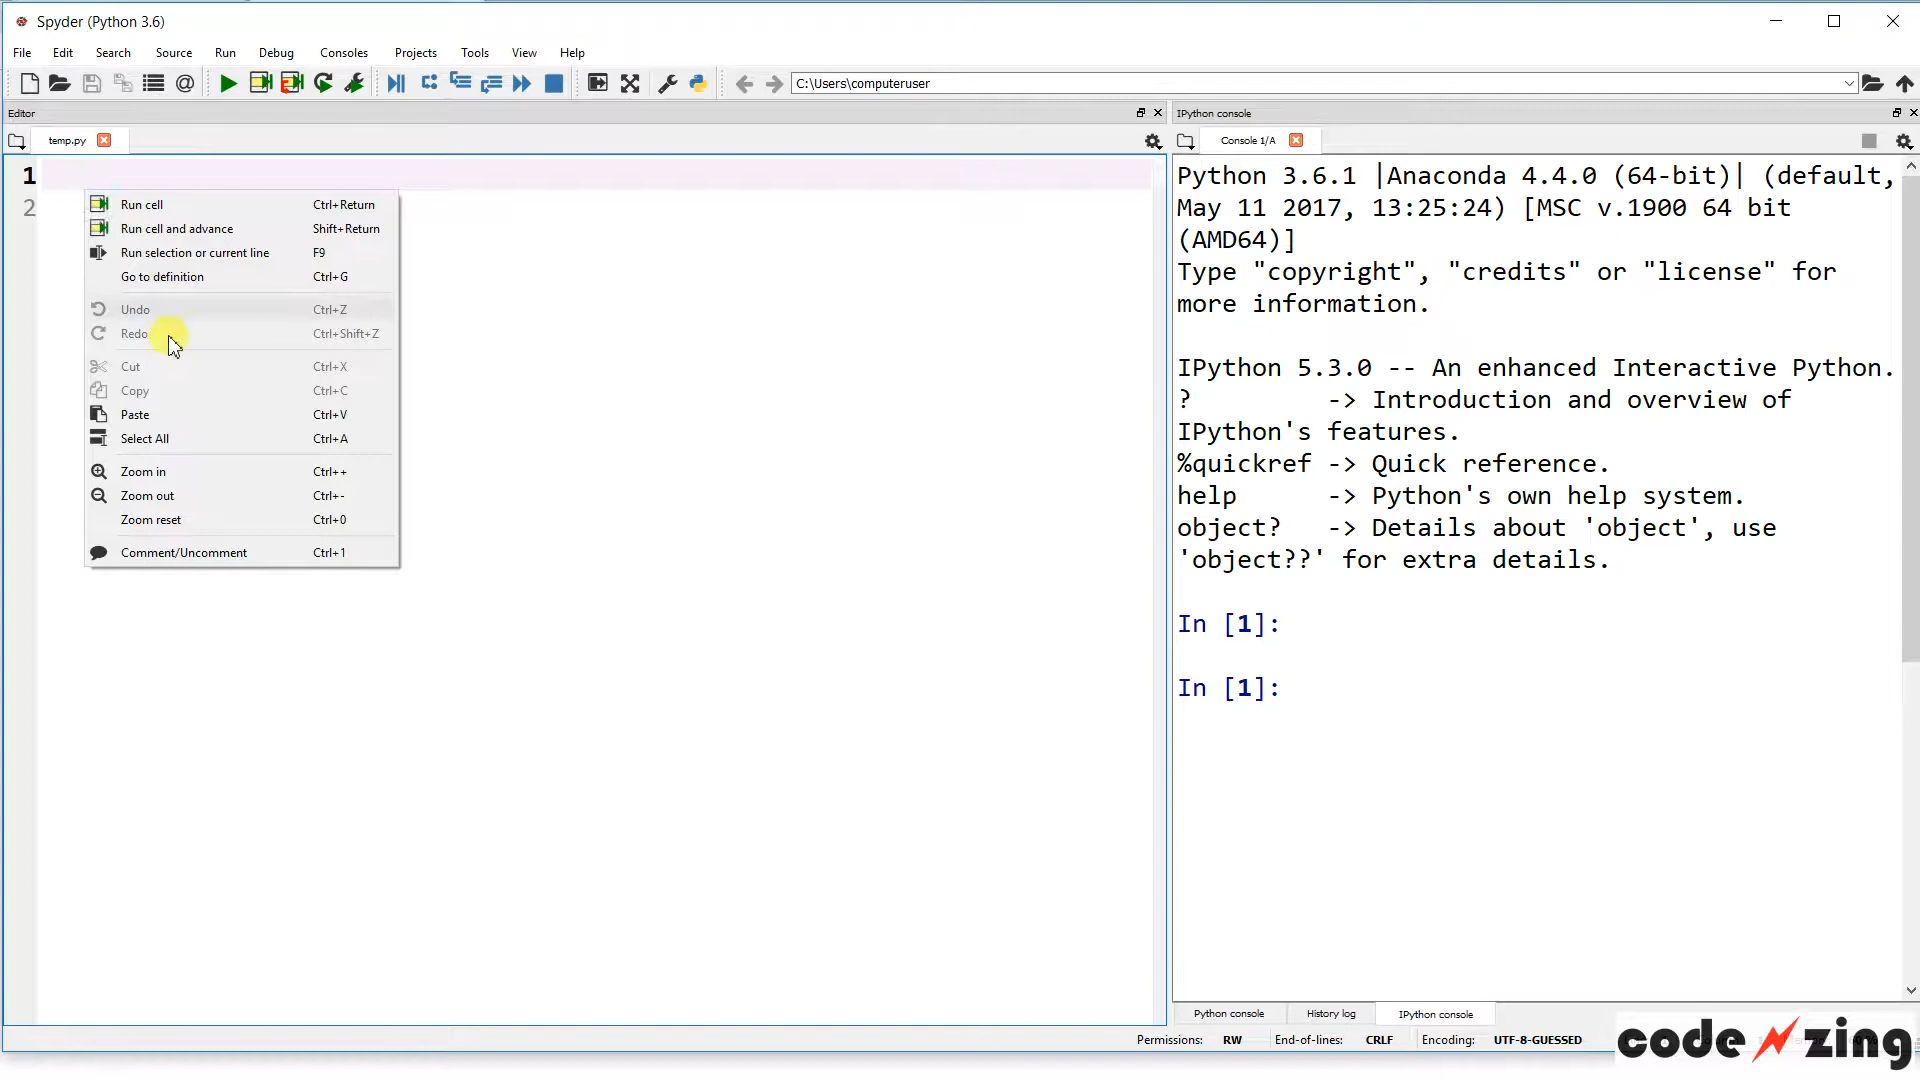 Spyder (Python 3.6)
File Edit Search Source Run Debug Consoles Projects Tools View Help
C:\Users\computeruser
Editor
IPython console
temp.py
Console 1/A
1
2
Run cell Ctrl+Return
Run cell and advance Shift+Return
Run selection or current line F9
Go to definition Ctrl+G
Undo Ctrl+Z
Redo Ctrl+Shift+Z
Cut Ctrl+X
Copy Ctrl+C
Paste Ctrl+V
Select All Ctrl+A
Zoom in Ctrl++
Zoom out Ctrl+-
Zoom reset Ctrl+0
Comment/Uncomment Ctrl+1
Python 3.6.1 |Anaconda 4.4.0 (64-bit)| (default,
May 11 2017, 13:25:24) [MSC v.1900 64 bit
(AMD64)]
Type "copyright", "credits" or "license" for
more information.
IPython 5.3.0 -- An enhanced Interactive Python.
? -> Introduction and overview of
IPython's features.
%quickref -> Quick reference.
help -> Python's own help system.
object? -> Details about 'object', use
'object??' for extra details.
In [1]:
In [1]:
Python console History log IPython console
Permissions: RW End-of-lines: CRLF Encoding: UTF-8-GUESSED
code zing